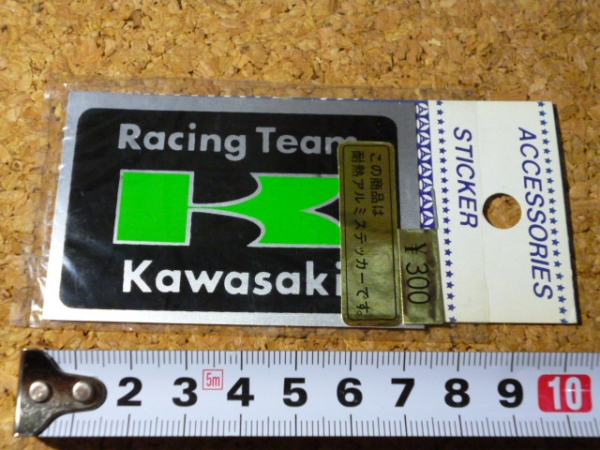 Racing Team
Kawasaki
この商品は
耐熱アルミステッカーです。
¥300
ACCESSORIES
STICKER
2 3 5m 4 5 6 7 8 9 10